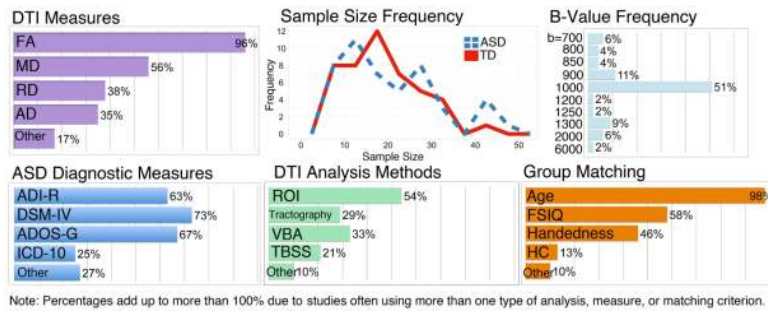 DTI Measures
FA 96%
MD 56%
RD 38%
AD 35%
Other 17%
Sample Size Frequency
Frequency
12
10
8
6
4
2
0
0 10 20 30 40 50
Sample Size
ASD
TD
B-Value Frequency
b=700 6%
800 4%
850 4%
900 11%
1000 51%
1200 2%
1250 2%
1300 9%
2000 6%
6000 2%
ASD Diagnostic Measures
ADI-R 63%
DSM-IV 73%
ADOS-G 67%
ICD-10 25%
Other 27%
DTI Analysis Methods
ROI 54%
Tractography 29%
VBA 33%
TBSS 21%
Other 10%
Group Matching
Age 98%
FSIQ 58%
Handedness 46%
HC 13%
Other 10%
Note: Percentages add up to more than 100% due to studies often using more than one type of analysis, measure, or matching criterion.